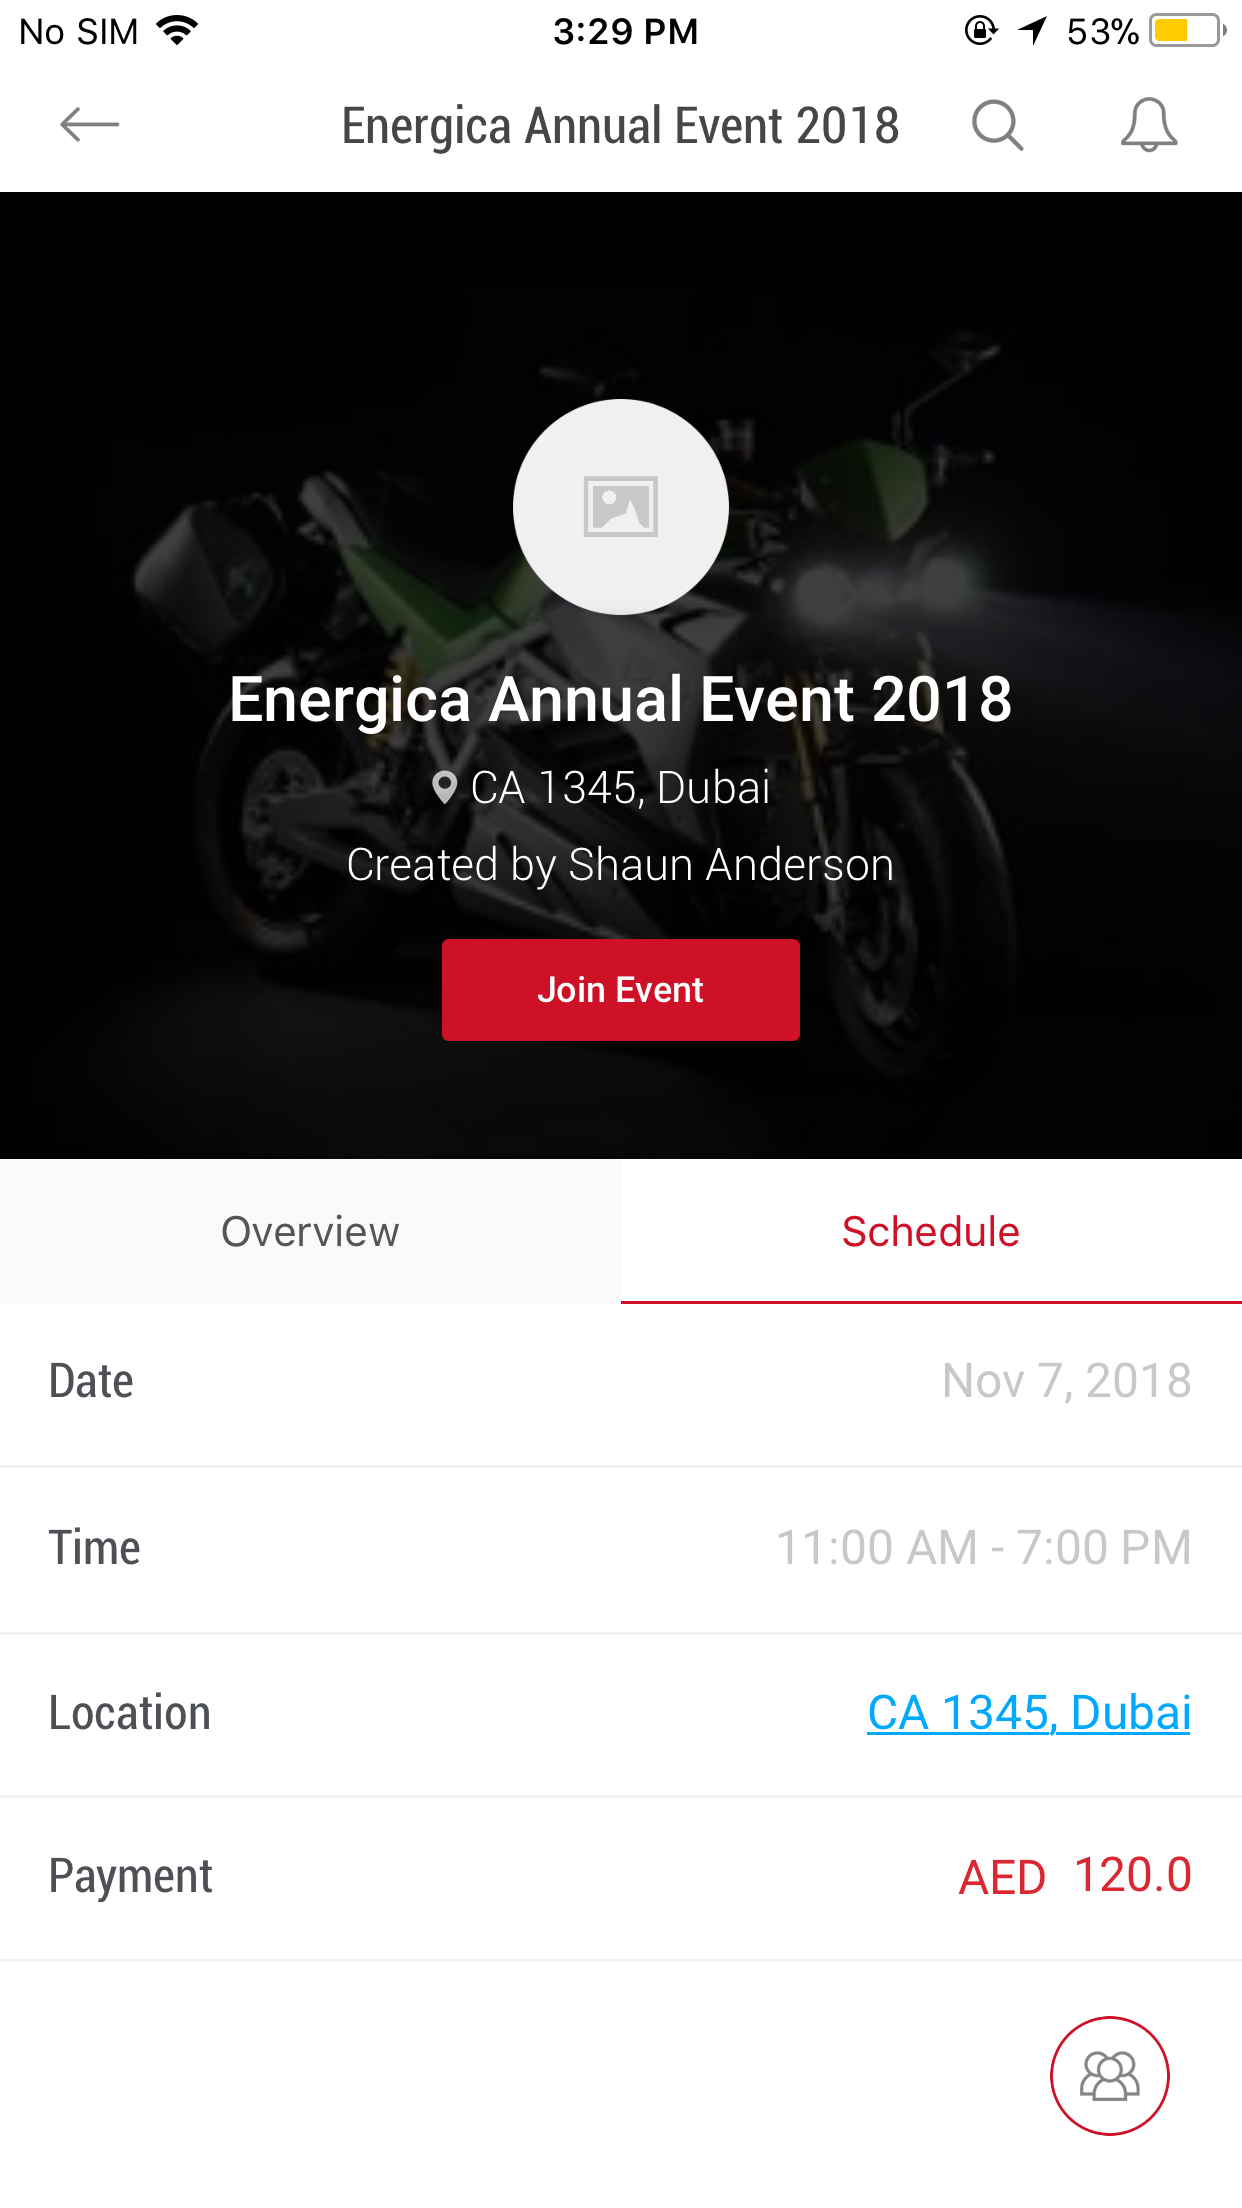 No SIM 3:29 PM 53%
Energica Annual Event 2018
Energica Annual Event 2018
CA 1345, Dubai
Created by Shaun Anderson
Join Event
Overview Schedule
Date Nov 7, 2018
Time 11:00 AM - 7:00 PM
Location CA 1345, Dubai
Payment AED 120.0